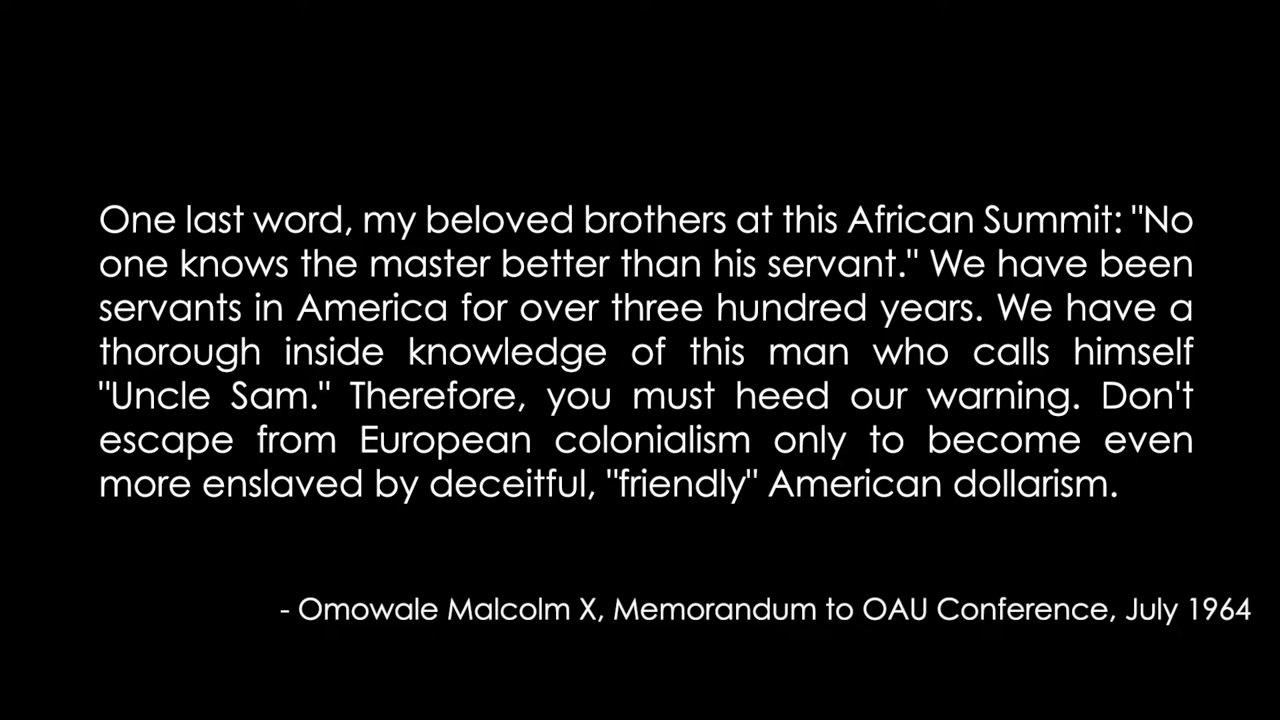 One last word, my beloved brothers at this African Summit: "No
one knows the master better than his servant." We have been
servants in America for over three hundred years. We have a
thorough inside knowledge of this man who calls himself
"Uncle Sam." Therefore, you must heed our warning. Don't
escape from European colonialism only to become even
more enslaved by deceitful, "friendly" American dollarism.
- Omowale Malcolm X, Memorandum to OAU Conference, July 1964